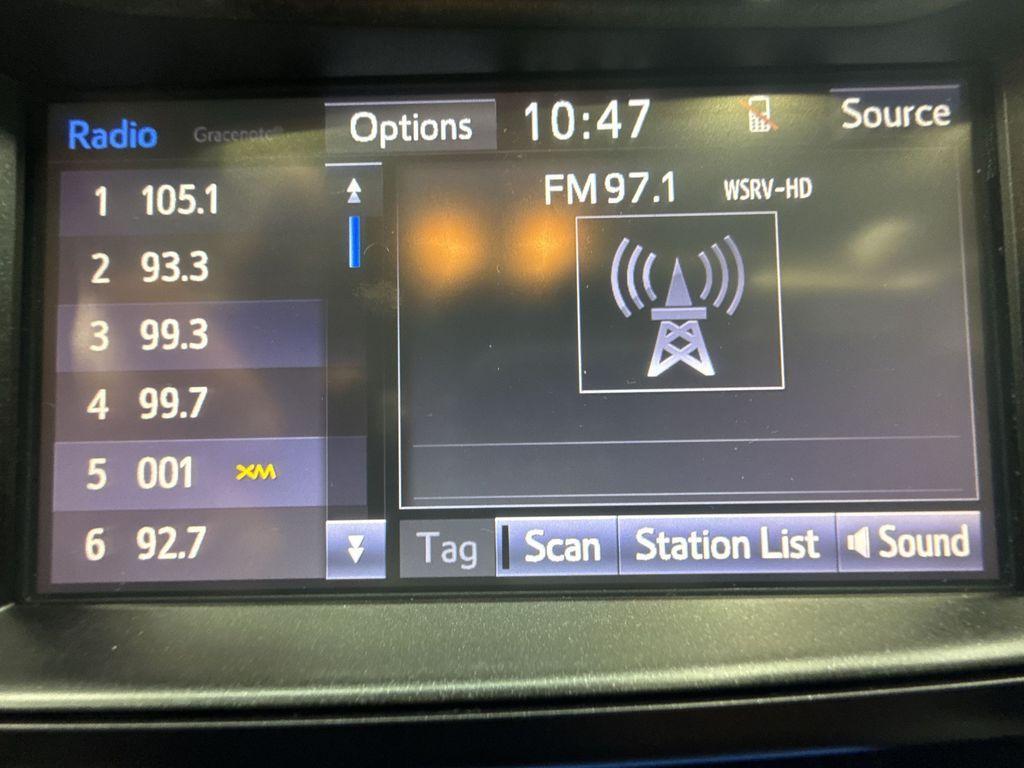 Radio Gracenote® Options 10:47 Source
1 105.1
2 93.3
3 99.3
4 99.7
5 001 XM
6 92.7
FM 97.1 WSRV-HD
Tag Scan Station List Sound